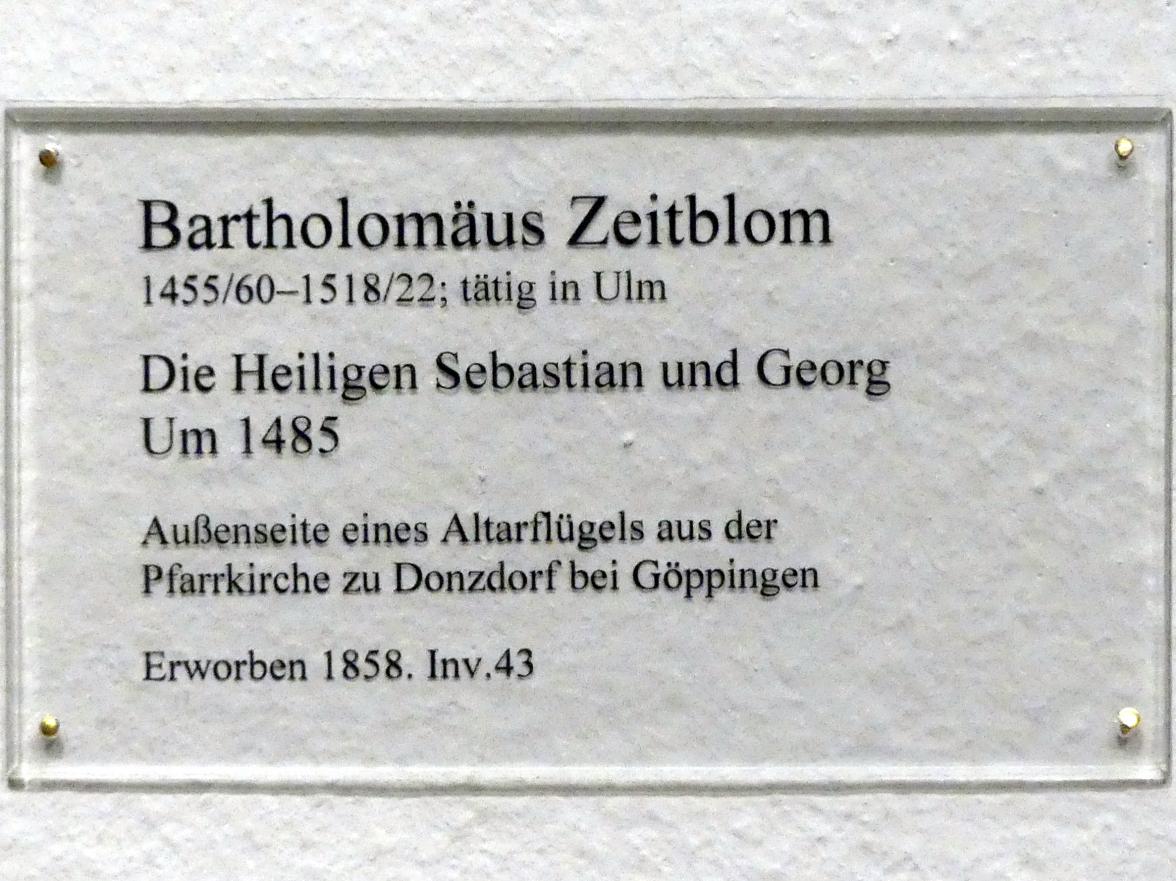 Bartholomäus Zeitblom
1455/60–1518/22; tätig in Ulm
Die Heiligen Sebastian und Georg
Um 1485
Außenseite eines Altarflügels aus der
Pfarrkirche zu Donzdorf bei Göppingen
Erworben 1858. Inv.43